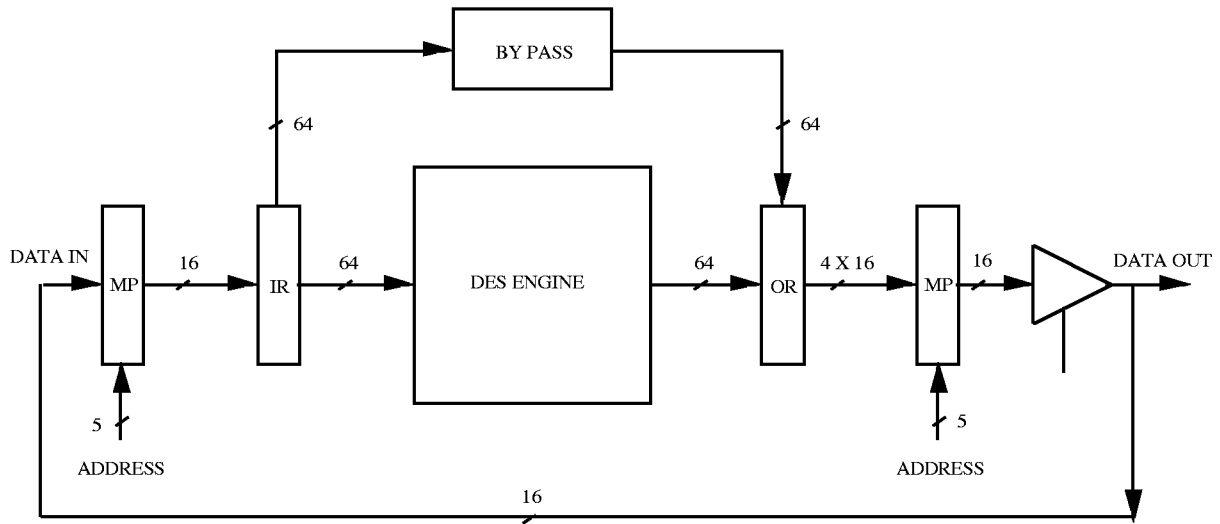 BY PASS
64
64
DATA IN
MP
16
IR
64
DES ENGINE
64
OR
4 X 16
MP
16
DATA OUT
5
ADDRESS
5
ADDRESS
16